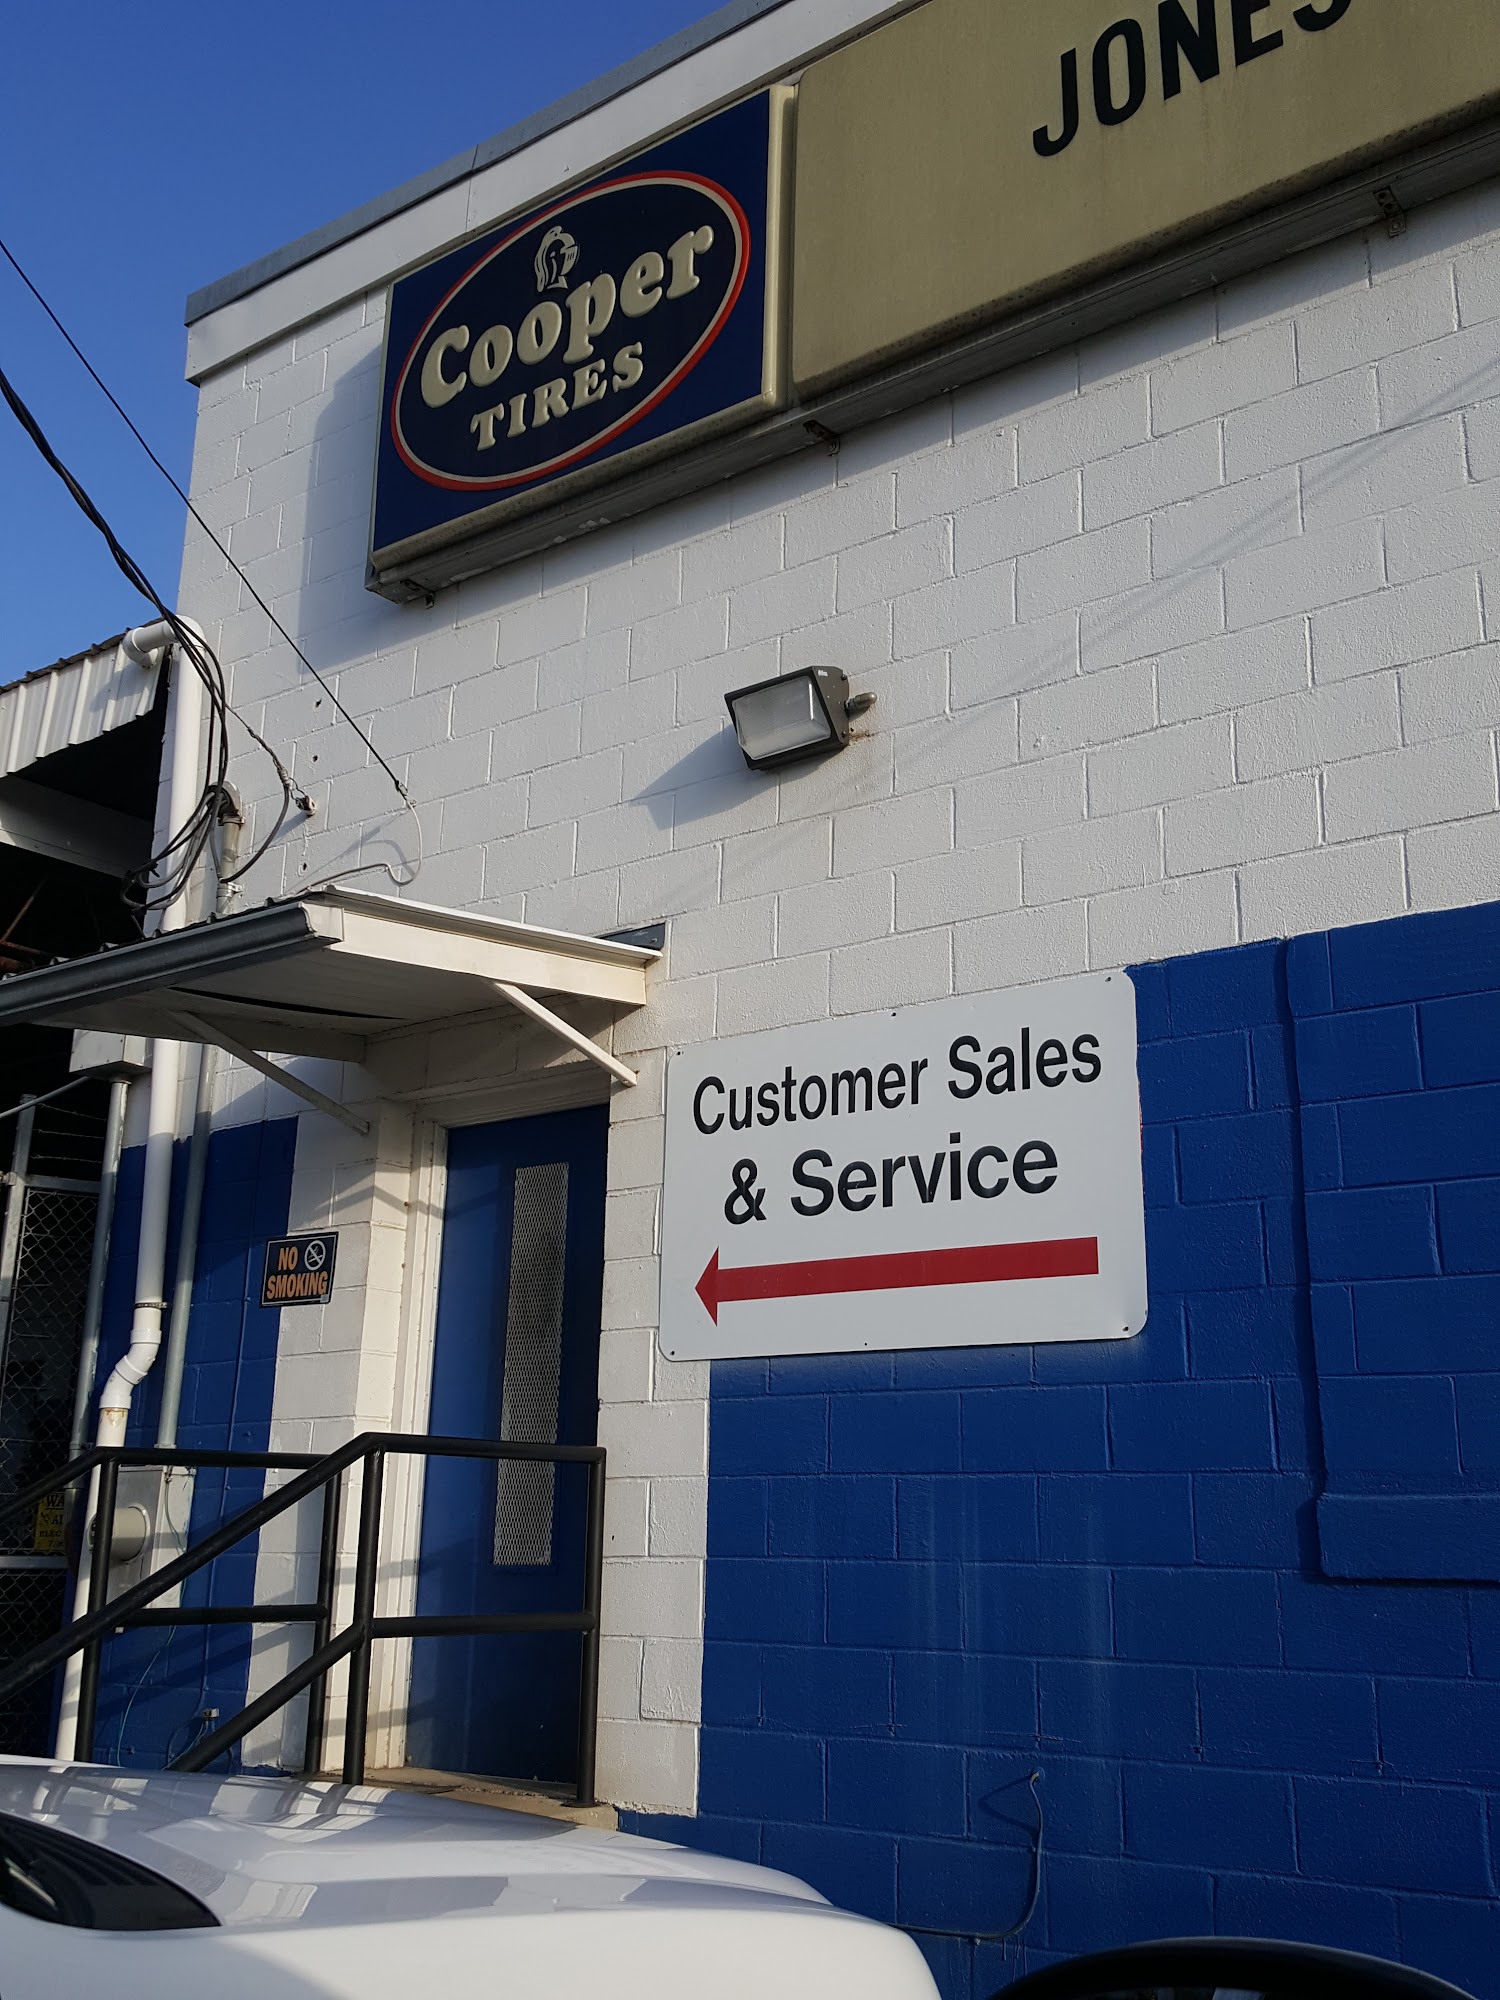 JONES
Cooper
TIRES
Customer Sales
& Service
NO
SMOKING